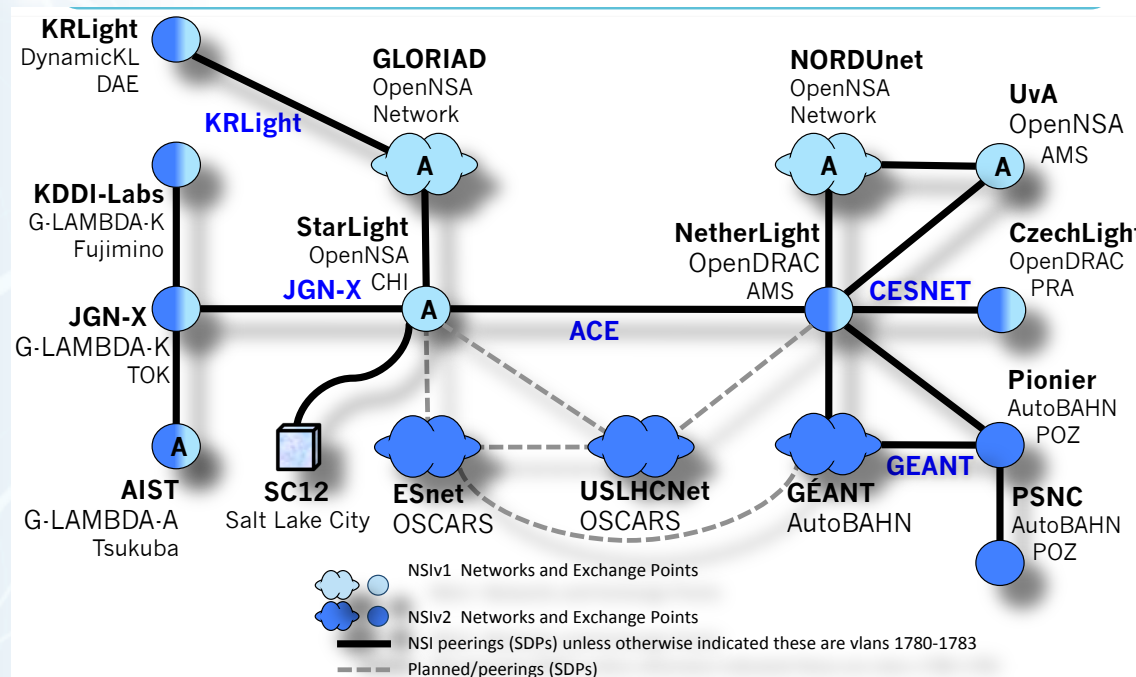 KRLight
DynamicKL
DAE
GLORIAD
OpenNSA
Network
NORDUnet
OpenNSA
Network
UvA
OpenNSA
AMS
KRLight
A
A
A
KDDI-Labs
G-LAMBDA-K
Fujimino
StarLight
OpenNSA
CHI
NetherLight
OpenDRAC
AMS
CzechLight
OpenDRAC
PRA
JGN-X
CESNET
A
JGN-X
G-LAMBDA-K
TOK
ACE
Pionier
AutoBAHN
POZ
A
GEANT
AIST
G-LAMBDA-A
Tsukuba
SC12
Salt Lake City
ESnet
OSCARS
USLHCNet
OSCARS
GÉANT
AutoBAHN
PSNC
AutoBAHN
POZ
NSIv1 Networks and Exchange Points
NSIv2 Networks and Exchange Points
NSI peerings (SDPs) unless otherwise indicated these are vlans 1780-1783
Planned/peerings (SDPs)